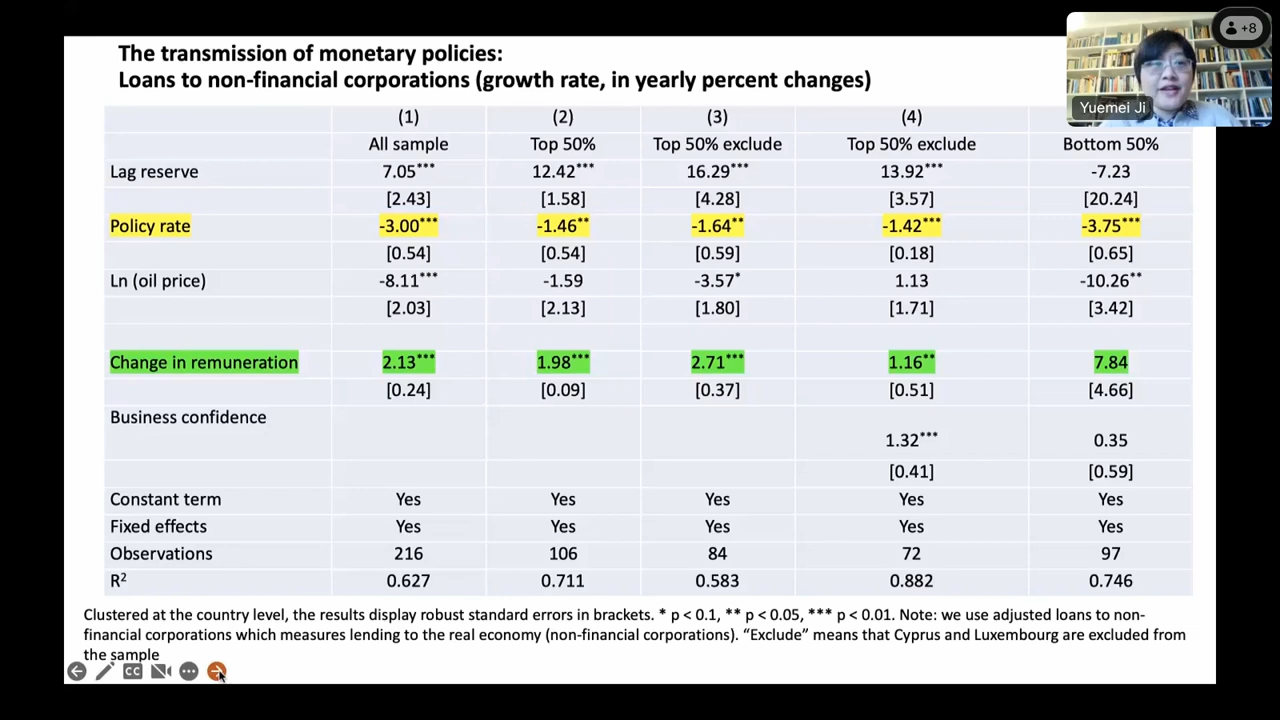 The transmission of monetary policies:
Loans to non-financial corporations (growth rate, in yearly percent changes)
+8
Yuemei Ji
(1) (2) (3) (4)
All sample Top 50% Top 50% exclude Top 50% exclude Bottom 50%
Lag reserve 7.05*** 12.42*** 16.29*** 13.92*** -7.23
[2.43] [1.58] [4.28] [3.57] [20.24]
Policy rate -3.00*** -1.46** -1.64** -1.42*** -3.75***
[0.54] [0.54] [0.59] [0.18] [0.65]
Ln (oil price) -8.11*** -1.59 -3.57* 1.13 -10.26**
[2.03] [2.13] [1.80] [1.71] [3.42]
Change in remuneration 2.13*** 1.98*** 2.71*** 1.16** 7.84
[0.24] [0.09] [0.37] [0.51] [4.66]
Business confidence
1.32*** 0.35
[0.41] [0.59]
Constant term Yes Yes Yes Yes Yes
Fixed effects Yes Yes Yes Yes Yes
Observations 216 106 84 72 97
R² 0.627 0.711 0.583 0.882 0.746
Clustered at the country level, the results display robust standard errors in brackets. * p < 0.1, ** p < 0.05, *** p < 0.01. Note: we use adjusted loans to non-
financial corporations which measures lending to the real economy (non-financial corporations). “Exclude” means that Cyprus and Luxembourg are excluded from
the sample
CC